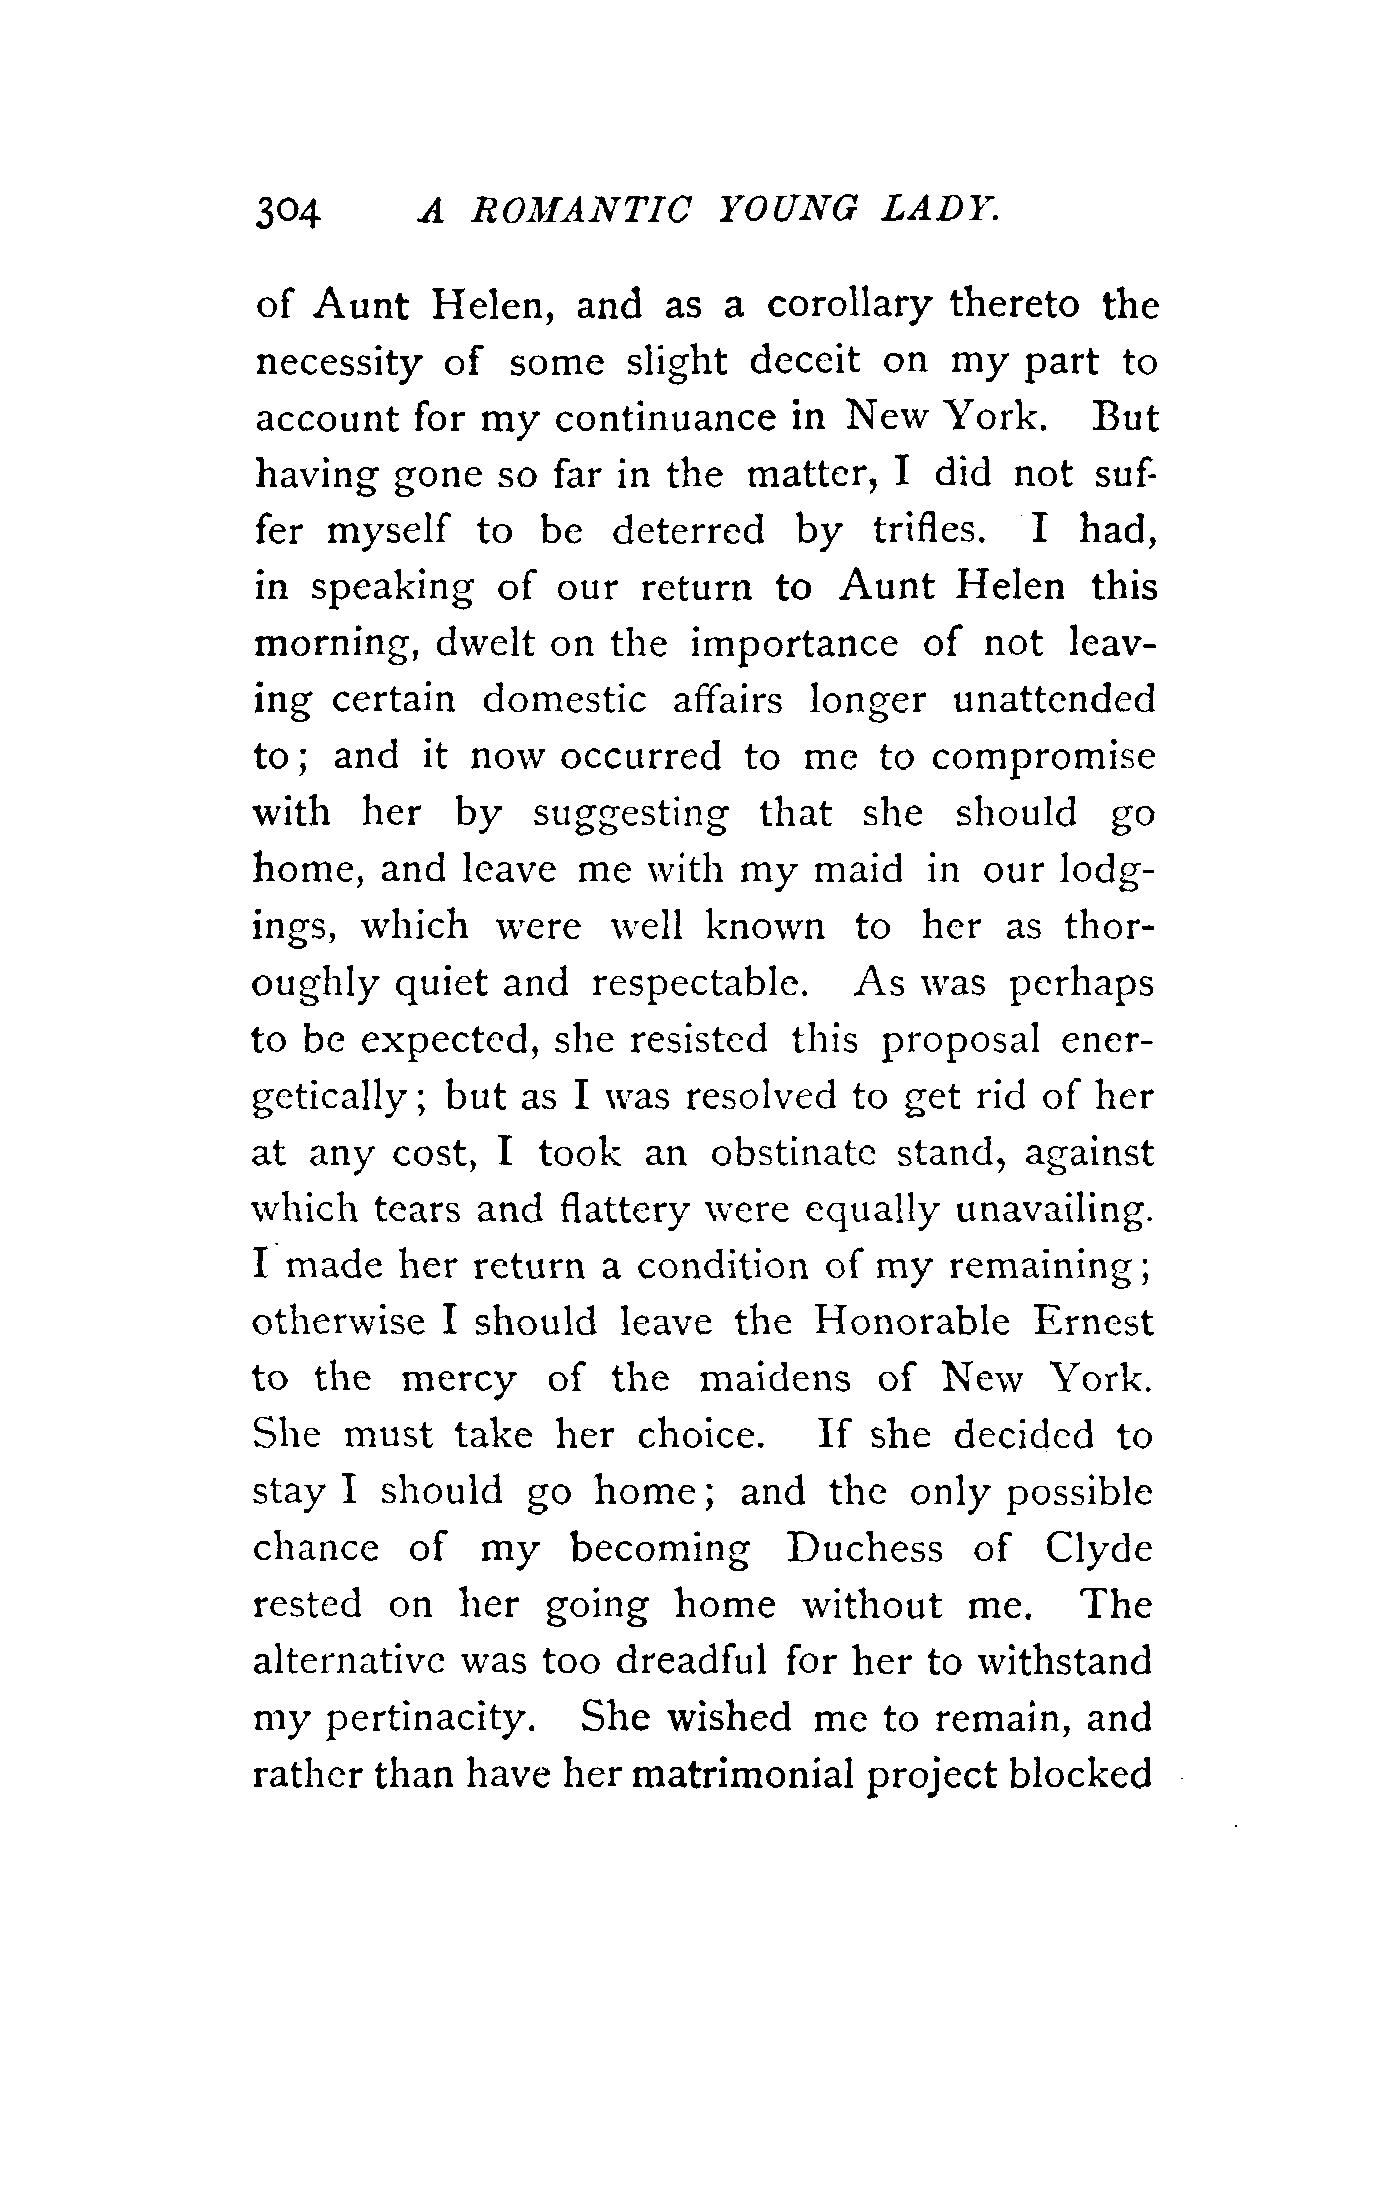 304 A ROMANTIC YOUNG LADY.
of Aunt Helen, and as a corollary thereto the
necessity of some slight deceit on my part to
account for my continuance in New York. But
having gone so far in the matter, I did not suf-
fer myself to be deterred by trifles. I had,
in speaking of our return to Aunt Helen this
morning, dwelt on the importance of not leav-
ing certain domestic affairs longer unattended
to; and it now occurred to me to compromise
with her by suggesting that she should go
home, and leave me with my maid in our lodg-
ings, which were well known to her as thor-
oughly quiet and respectable. As was perhaps
to be expected, she resisted this proposal ener-
getically; but as I was resolved to get rid of her
at any cost, I took an obstinate stand, against
which tears and flattery were equally unavailing.
I made her return a condition of my remaining;
otherwise I should leave the Honorable Ernest
to the mercy of the maidens of New York.
She must take her choice. If she decided to
stay I should go home; and the only possible
chance of my becoming Duchess of Clyde
rested on her going home without me. The
alternative was too dreadful for her to withstand
my pertinacity. She wished me to remain, and
rather than have her matrimonial project blocked